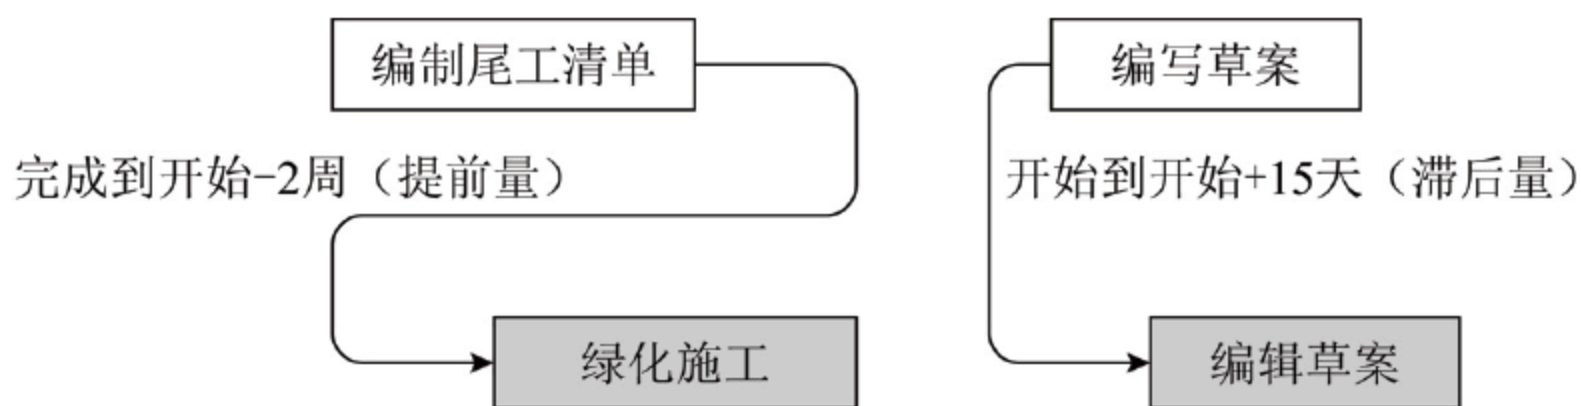 编制尾工清单
完成到开始-2周（提前量）
绿化施工
编写草案
开始到开始+15天（滞后量）
编辑草案